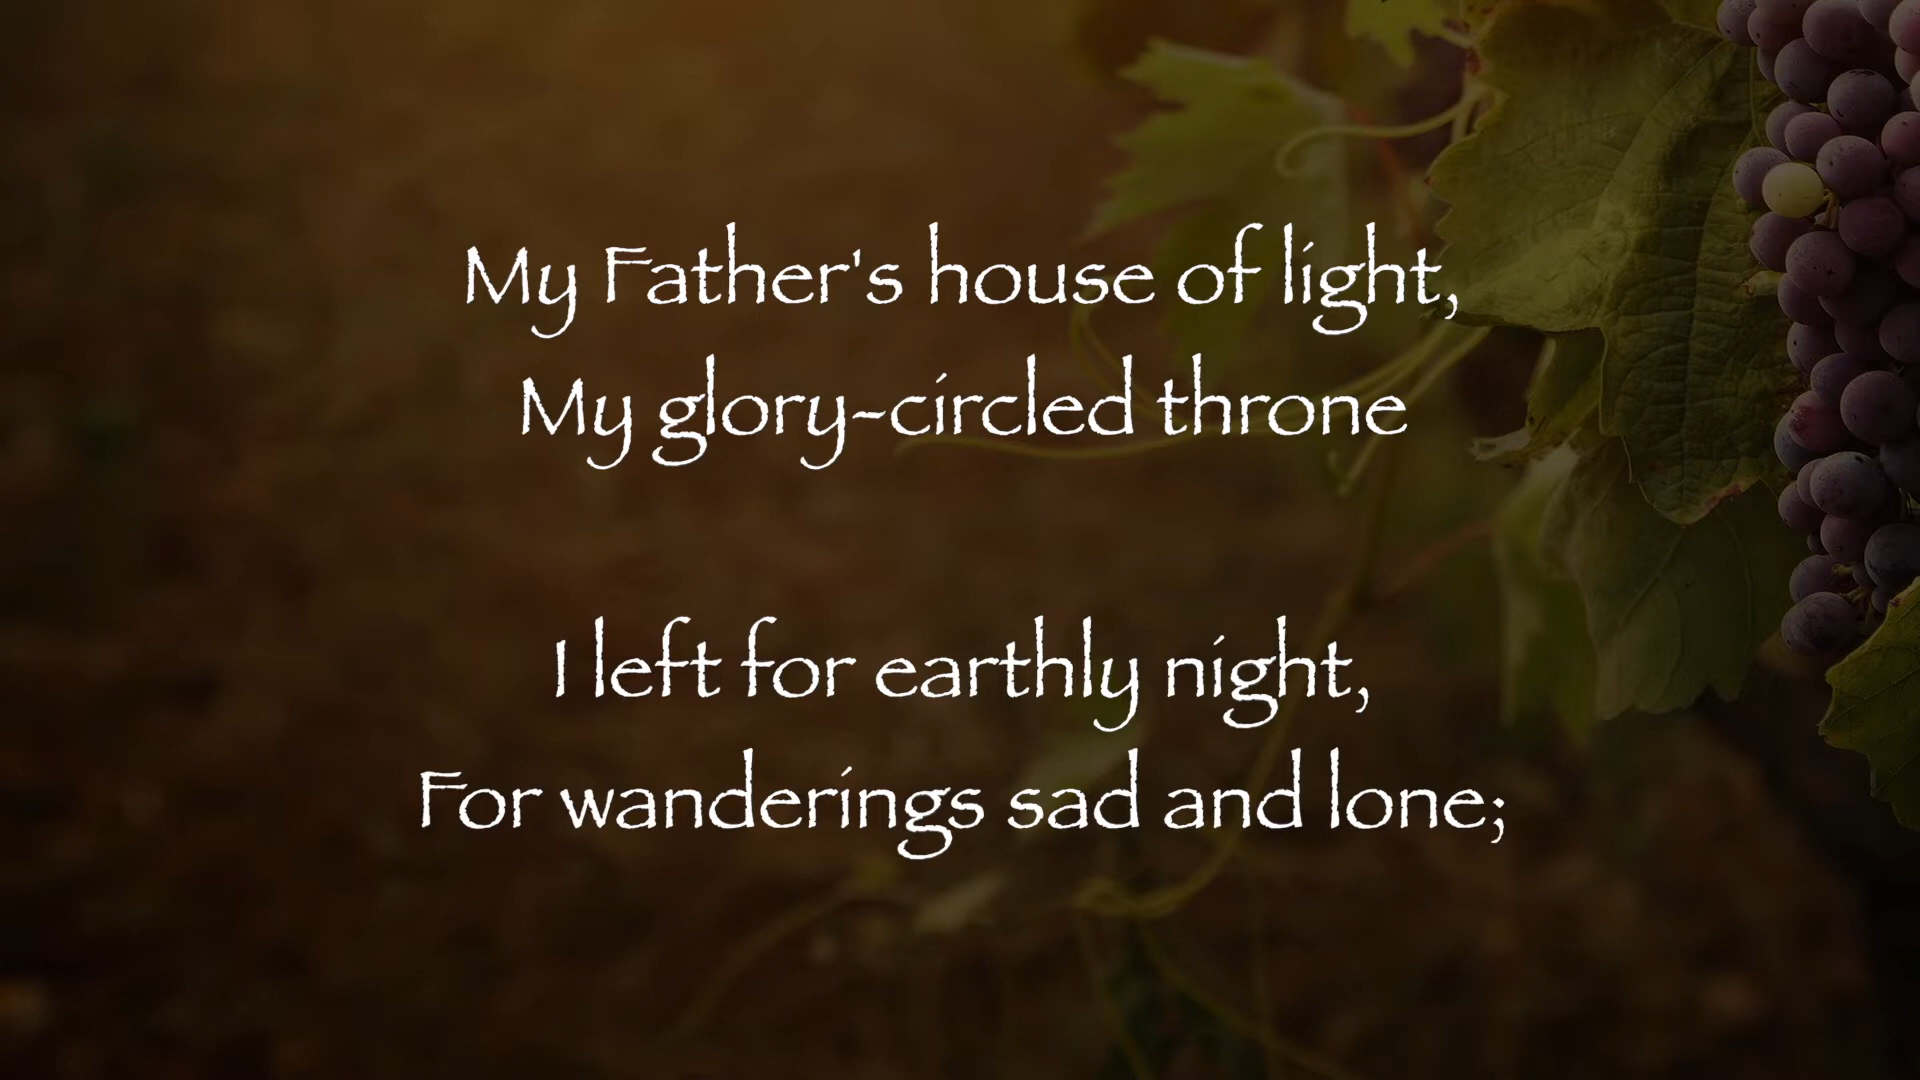 My Father's house of light,
My glory-circled throne
I left for earthly night,
For wanderings sad and lone;